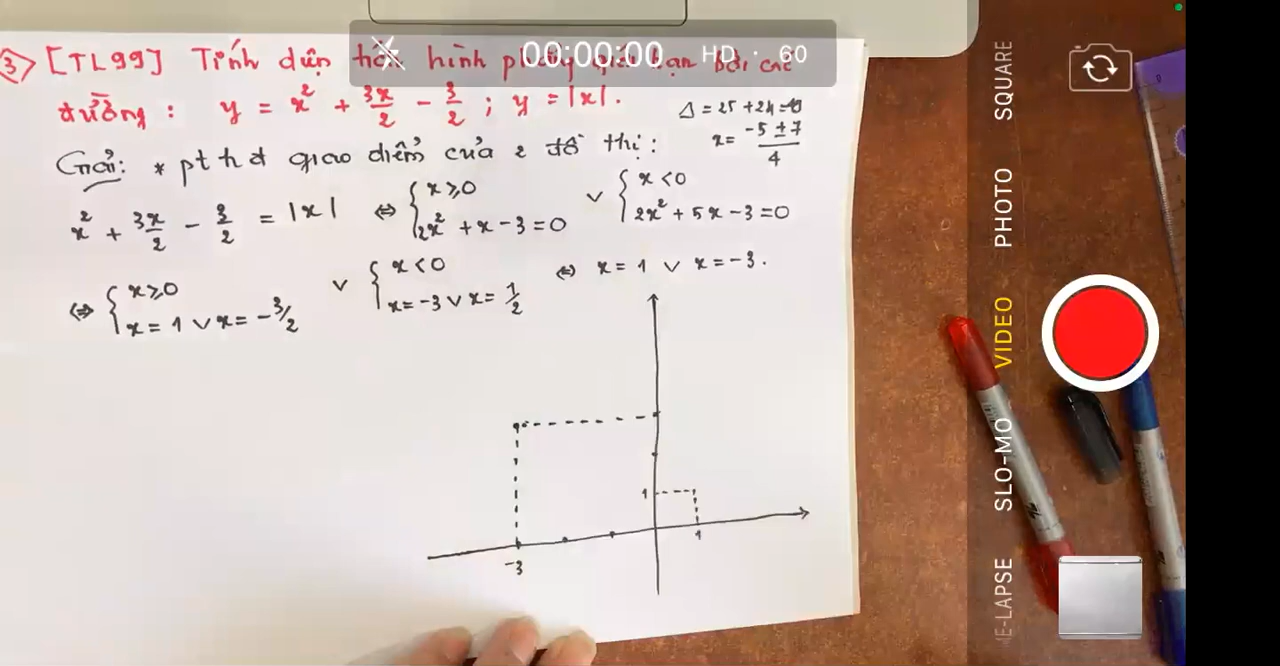 3> [TL99] Tính diện hình bởi các
00:00:00 HD · 60
đường : y = x² + 3x/2 − 3/2 ; y = |x|.
Δ = 25 + 24 =
x = −5 ± 7 / 4
Giải: * pt h đ giao điểm của 2 đồ thị :
x² + 3x/2 − 3/2 = |x| ⇔ { x ≥ 0 ∨ { x < 0
2x² + x − 3 = 0 2x² + 5x − 3 = 0
⇔ { x ≥ 0 ∨ { x < 0 ⇔ x = 1 ∨ x = −3.
x = 1 ∨ x = −3/2 x = −3 ∨ x = 1/2
1
1
−3
SQUARE
PHOTO
VIDEO
SLO-MO
E-LAPSE